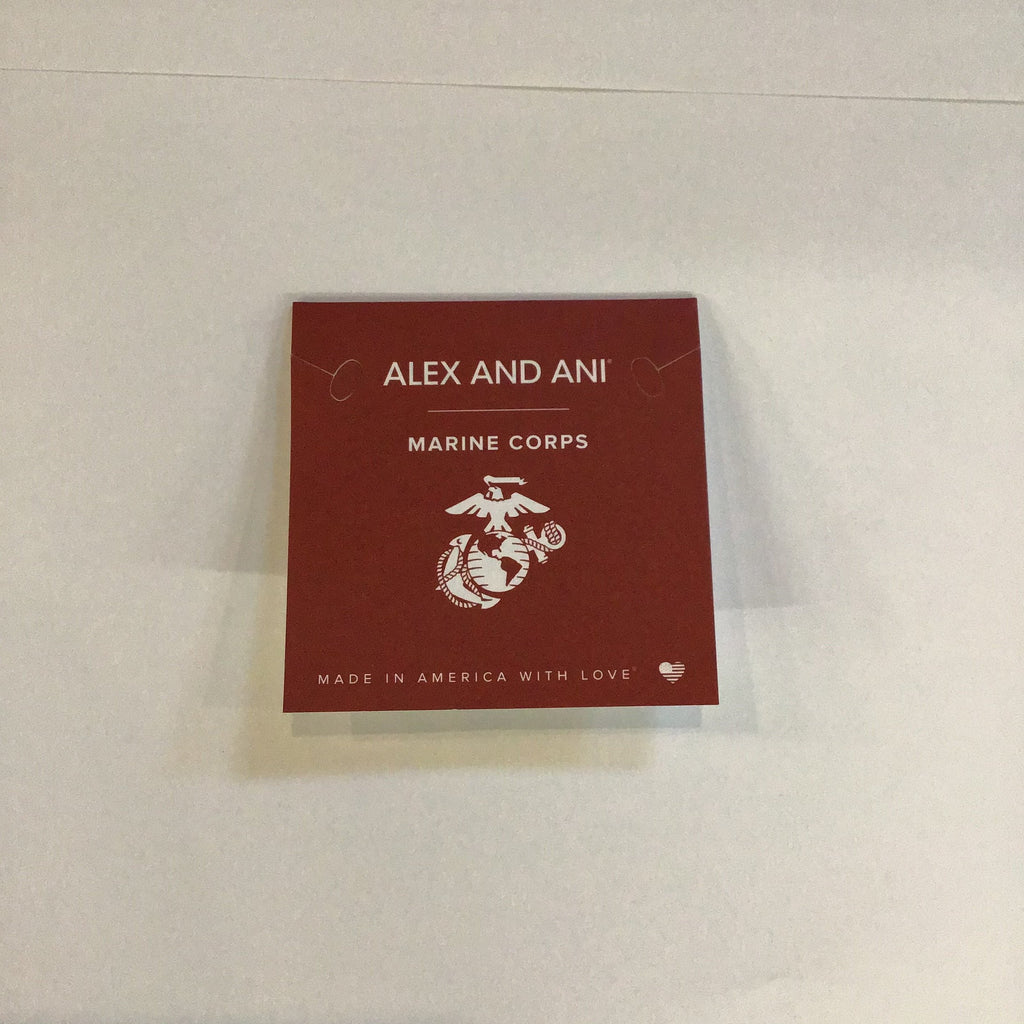 ALEX AND ANI®
MARINE CORPS
MADE IN AMERICA WITH LOVE®